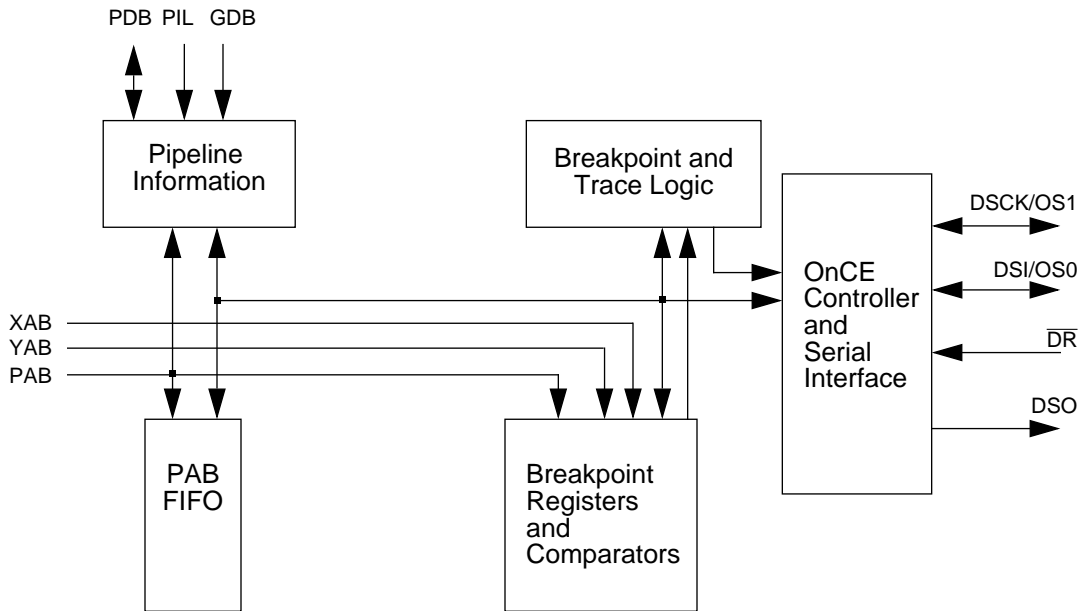 PDB PIL GDB
Pipeline
Information
Breakpoint and
Trace Logic
DSCK/OS1
OnCE
Controller
and
Serial
Interface
DSI/OS0
DR
DSO
XAB
YAB
PAB
PAB
FIFO
Breakpoint
Registers
and
Comparators